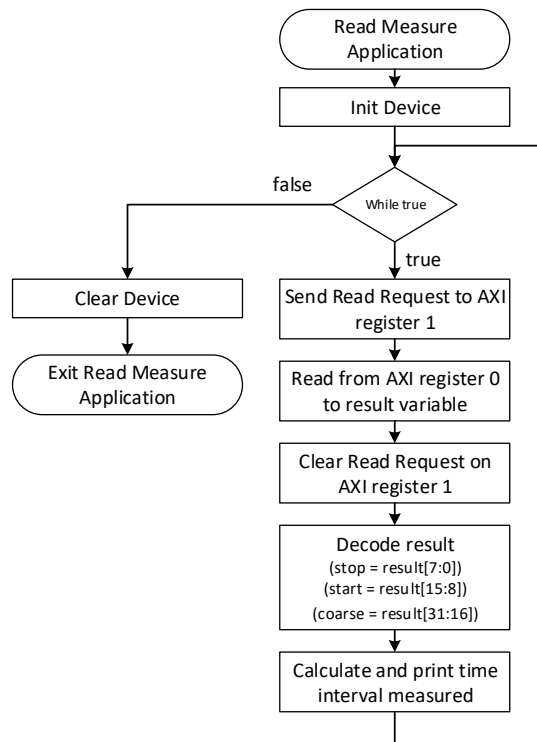 Read Measure
Application
Init Device
false
While true
true
Clear Device
Send Read Request to AXI
register 1
Exit Read Measure
Application
Read from AXI register 0
to result variable
Clear Read Request on
AXI register 1
Decode result
(stop = result[7:0])
(start = result[15:8])
(coarse = result[31:16])
Calculate and print time
interval measured